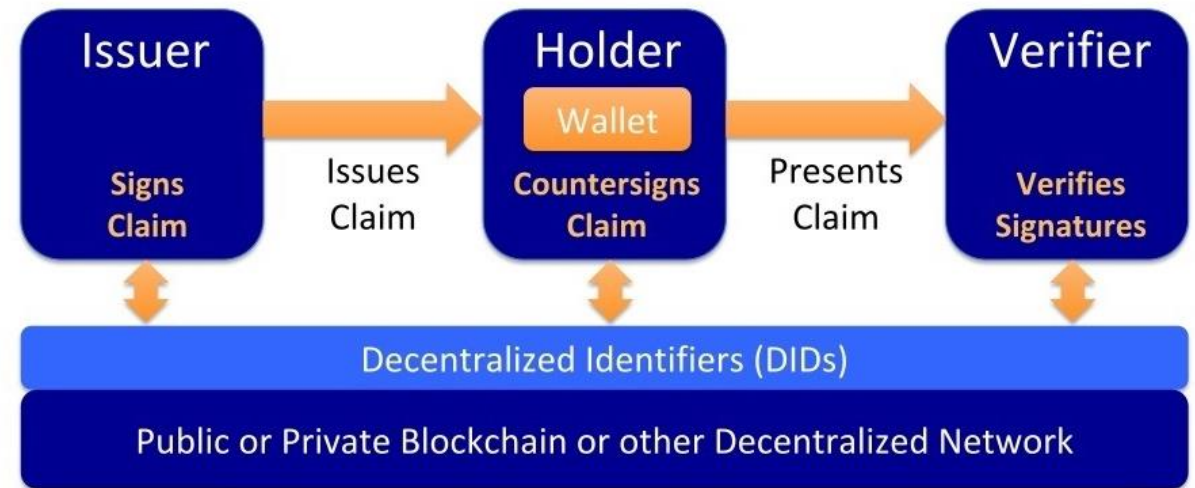 Issuer
Signs
Claim
Issues
Claim
Holder
Wallet
Countersigns
Claim
Presents
Claim
Verifier
Verifies
Signatures
Decentralized Identifiers (DIDs)
Public or Private Blockchain or other Decentralized Network